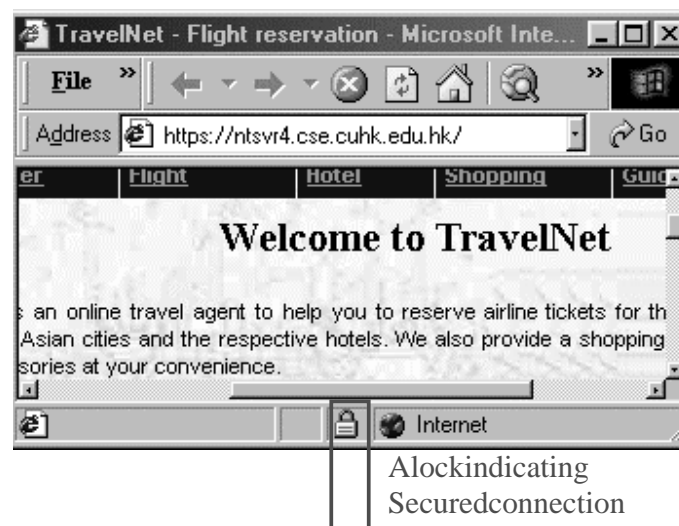 TravelNet - Flight reservation - Microsoft Inte...
File »
»
Address https://ntsvr4.cse.cuhk.edu.hk/ Go
er Flight Hotel Shopping Guid
Welcome to TravelNet
s an online travel agent to help you to reserve airline tickets for th
Asian cities and the respective hotels. We also provide a shopping
sories at your convenience.
Internet
Alockindicating
Securedconnection